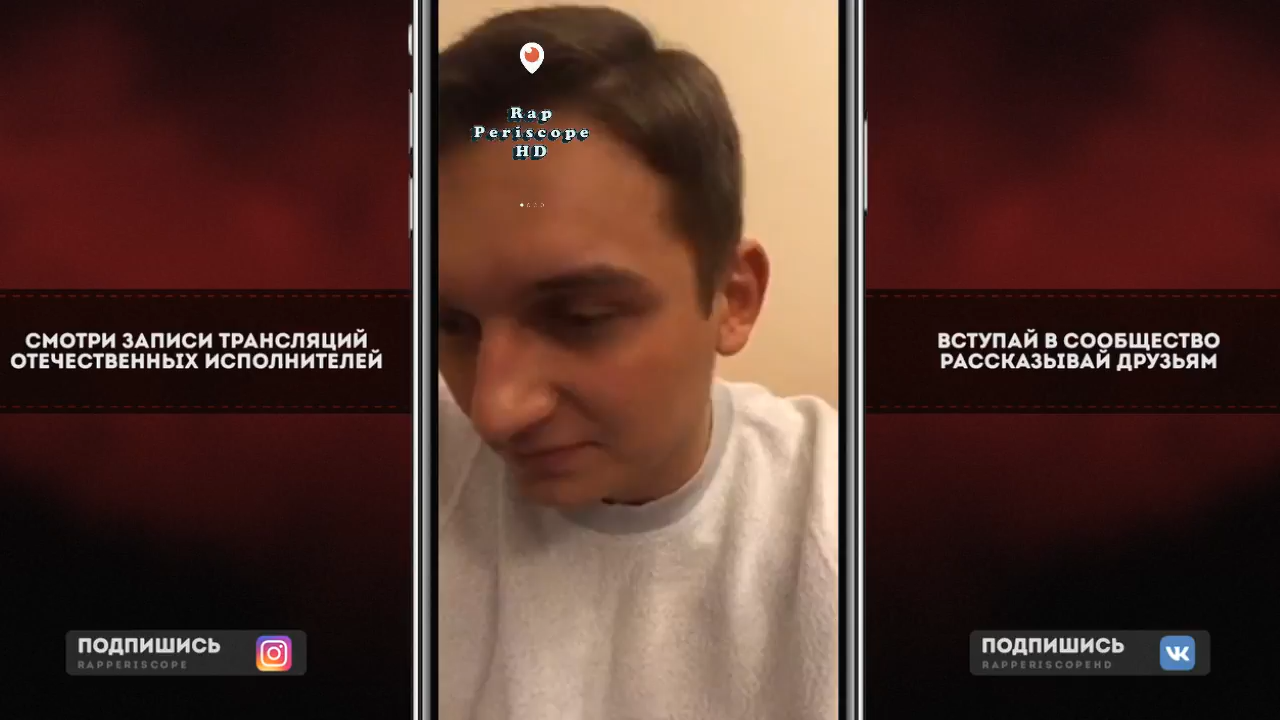 Rap
Periscope
HD
СМОТРИ ЗАПИСИ ТРАНСЛЯЦИЙ
ОТЕЧЕСТВЕННЫХ ИСПОЛНИТЕЛЕЙ
ВСТУПАЙ В СООБЩЕСТВО
РАССКАЗЫВАЙ ДРУЗЬЯМ
ПОДПИШИСЬ
RAPPERISCOPE
ПОДПИШИСЬ
RAPPERISCOPEHD